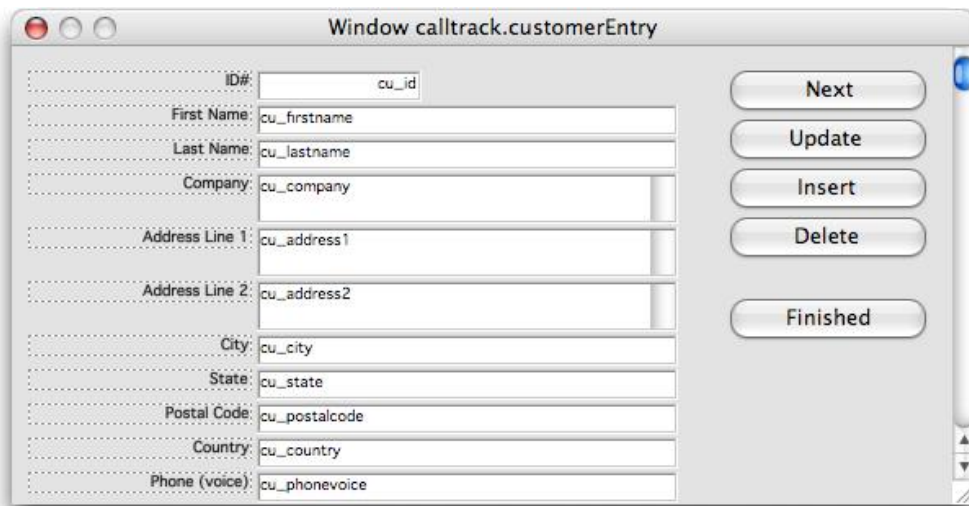 Window calltrack.customerEntry
ID#: cu_id
First Name: cu_firstname
Last Name: cu_lastname
Company: cu_company
Address Line 1: cu_address1
Address Line 2: cu_address2
City: cu_city
State: cu_state
Postal Code: cu_postalcode
Country: cu_country
Phone (voice): cu_phonevoice
Next
Update
Insert
Delete
Finished